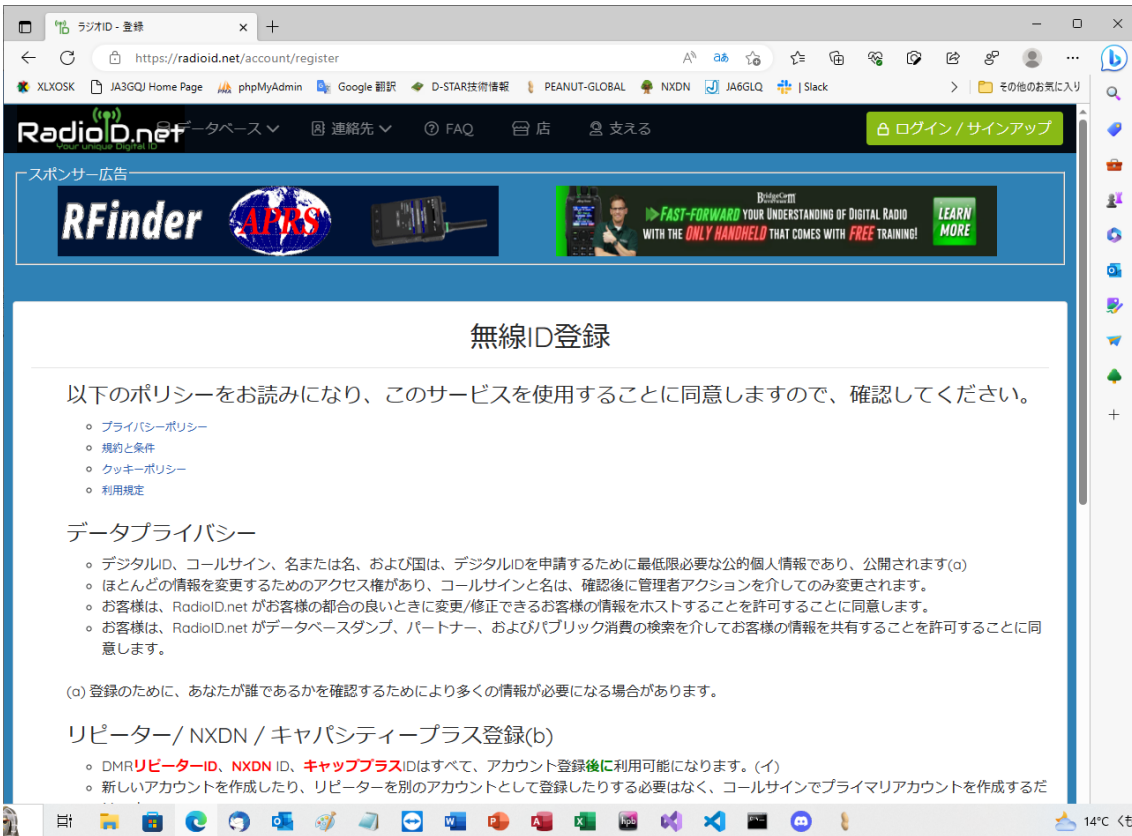 ラジオID - 登録
https://radioid.net/account/register
XLXOSK JA3GQJ Home Page phpMyAdmin Google 翻訳 D-STAR技術情報 PEANUT-GLOBAL NXDN JA6GLQ | Slack その他のお気に入り
RadioID.net データベース 連絡先 FAQ 店 支える ログイン / サインアップ
Your unique Digital ID
スポンサー広告
RFinder APRS
BridgeCom
FAST-FORWARD YOUR UNDERSTANDING OF DIGITAL RADIO
WITH THE ONLY HANDHELD THAT COMES WITH FREE TRAINING!
LEARN
MORE
無線ID登録
以下のポリシーをお読みになり、このサービスを使用することに同意しますので、確認してください。
プライバシーポリシー
規約と条件
クッキーポリシー
利用規定
データプライバシー
デジタルID、コールサイン、名または名、および国は、デジタルIDを申請するために最低限必要な公的個人情報であり、公開されます(a)
ほとんどの情報を変更するためのアクセス権があり、コールサインと名は、確認後に管理者アクションを介してのみ変更されます。
お客様は、RadioID.net がお客様の都合の良いときに変更/修正できるお客様の情報をホストすることを許可することに同意します。
お客様は、RadioID.net がデータベースダンプ、パートナー、およびパブリック消費の検索を介してお客様の情報を共有することを許可することに同
意します。
(a) 登録のために、あなたが誰であるかを確認するためにより多くの情報が必要になる場合があります。
リピーター/ NXDN / キャパシティープラス登録(b)
DMRリピーターID、NXDN ID、キャッププラスIDはすべて、アカウント登録後に利用可能になります。(イ)
新しいアカウントを作成したり、リピーターを別のアカウントとして登録したりする必要はなく、コールサインでプライマリアカウントを作成するだ
14°C くも